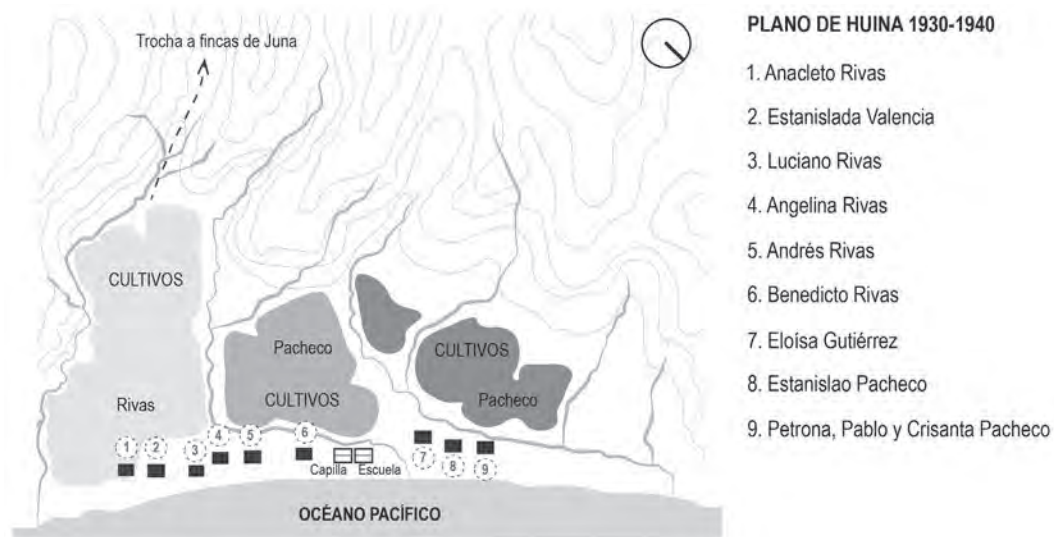 Trocha a fincas de Juna
CULTIVOS
Rivas
Pacheco
CULTIVOS
CULTIVOS
Pacheco
1
2
3
4
5
6
7
8
9
Capilla
Escuela
OCÉANO PACÍFICO
PLANO DE HUINA 1930-1940
1. Anacleto Rivas
2. Estanislada Valencia
3. Luciano Rivas
4. Angelina Rivas
5. Andrés Rivas
6. Benedicto Rivas
7. Eloísa Gutiérrez
8. Estanislao Pacheco
9. Petrona, Pablo y Crisanta Pacheco